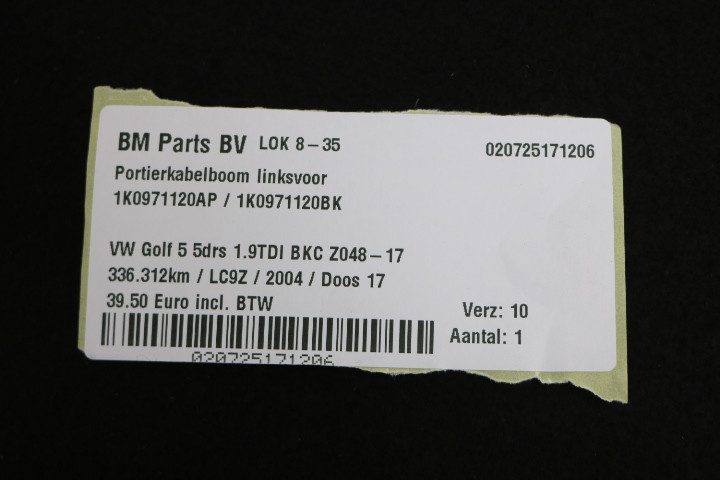 BM Parts BV LOK 8-35 020725171206
Portierkabelboom linksvoor
1K0971120AP / 1K0971120BK
VW Golf 5 5drs 1.9TDI BKC Z048-17
336.312km / LC9Z / 2004 / Doos 17
39.50 Euro incl. BTW
Verz: 10
Aantal: 1
020725171206